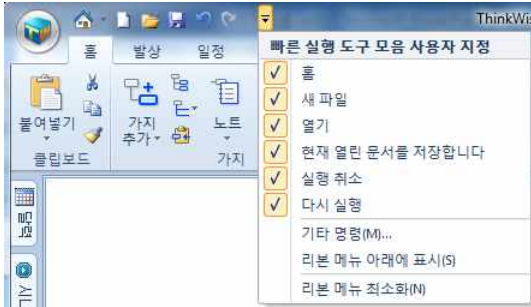 ThinkWis
홈
발상
일정
빠른 실행 도구 모음 사용자 지정
홈
새 파일
열기
현재 열린 문서를 저장합니다
실행 취소
다시 실행
기타 명령(M)...
리본 메뉴 아래에 표시(S)
리본 메뉴 최소화(N)
붙여넣기
가지
추가
노트
클립보드
가지